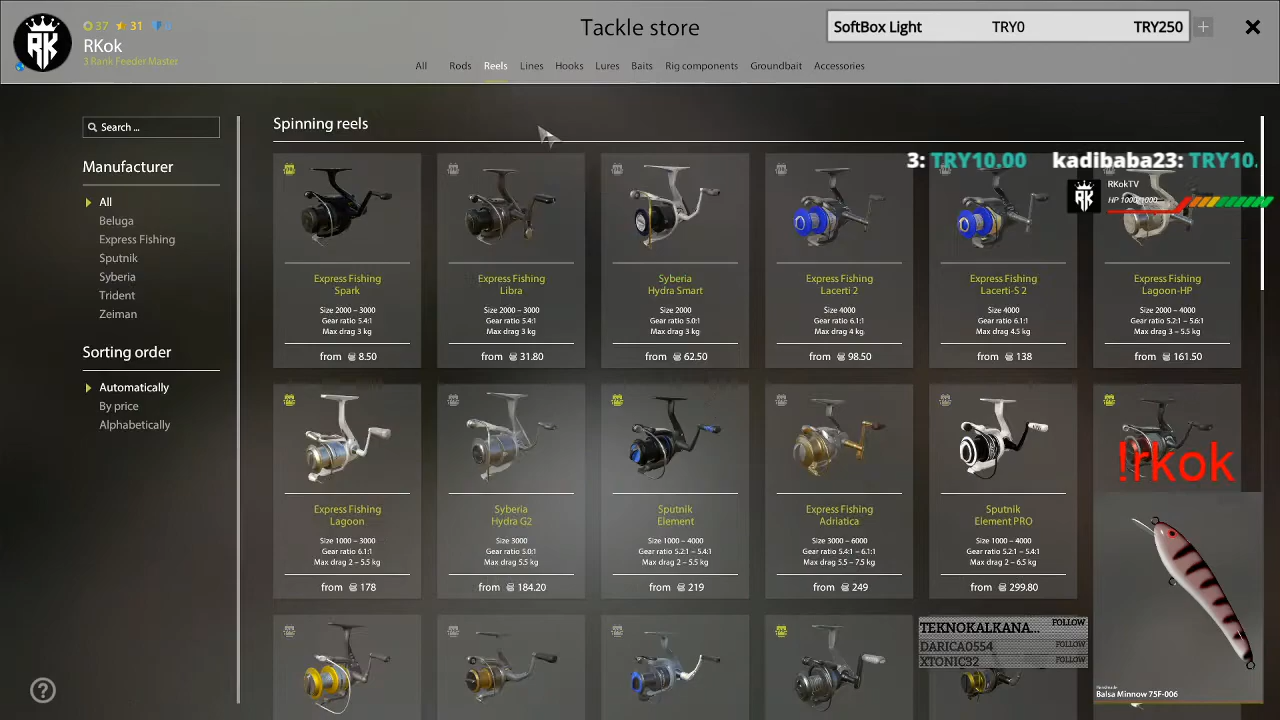 37 31
RKok
3 Rank Feeder Master
Tackle store
SoftBox Light TRY0 TRY250
All Rods Reels Lines Hooks Lures Baits Rig components Groundbait Accessories
Search ...
Manufacturer
All
Beluga
Express Fishing
Sputnik
Syberia
Trident
Zeiman
Sorting order
Automatically
By price
Alphabetically
Spinning reels
3: TRY10.00 kadibaba23: TRY10.
RKokTV
HP 1000/1000
Express Fishing
Spark
Size 2000 – 3000
Gear ratio 5.4:1
Max drag 3 kg
from 8.50
Express Fishing
Libra
Size 2000 – 3000
Gear ratio 5.4:1
Max drag 3 kg
from 31.80
Syberia
Hydra Smart
Size 2000
Gear ratio 5.0:1
Max drag 3 kg
from 62.50
Express Fishing
Lacerti 2
Size 4000
Gear ratio 6.1:1
Max drag 4 kg
from 98.50
Express Fishing
Lacerti-S 2
Size 4000
Gear ratio 6.1:1
Max drag 4.5 kg
from 138
Express Fishing
Lagoon-HP
Size 2000 – 4000
Gear ratio 5.2:1 – 5.6:1
Max drag 3 – 5.5 kg
from 161.50
Express Fishing
Lagoon
Size 1000 – 3000
Gear ratio 6.1:1
Max drag 2 – 5.5 kg
from 178
Syberia
Hydra G2
Size 3000
Gear ratio 5.0:1
Max drag 5.5 kg
from 184.20
Sputnik
Element
Size 1000 – 4000
Gear ratio 5.2:1 – 5.4:1
Max drag 2 – 5.5 kg
from 219
Express Fishing
Adriatica
Size 3000 – 6000
Gear ratio 5.4:1 – 6.1:1
Max drag 5.5 – 7.5 kg
from 249
Sputnik
Element PRO
Size 1000 – 4000
Gear ratio 5.2:1 – 5.4:1
Max drag 2 – 6.5 kg
from 299.80
!rkok
TEKNOKALKANA... FOLLOW
DARICA0554 FOLLOW
XTONIC32 FOLLOW
Balsa Minnow 75F-006